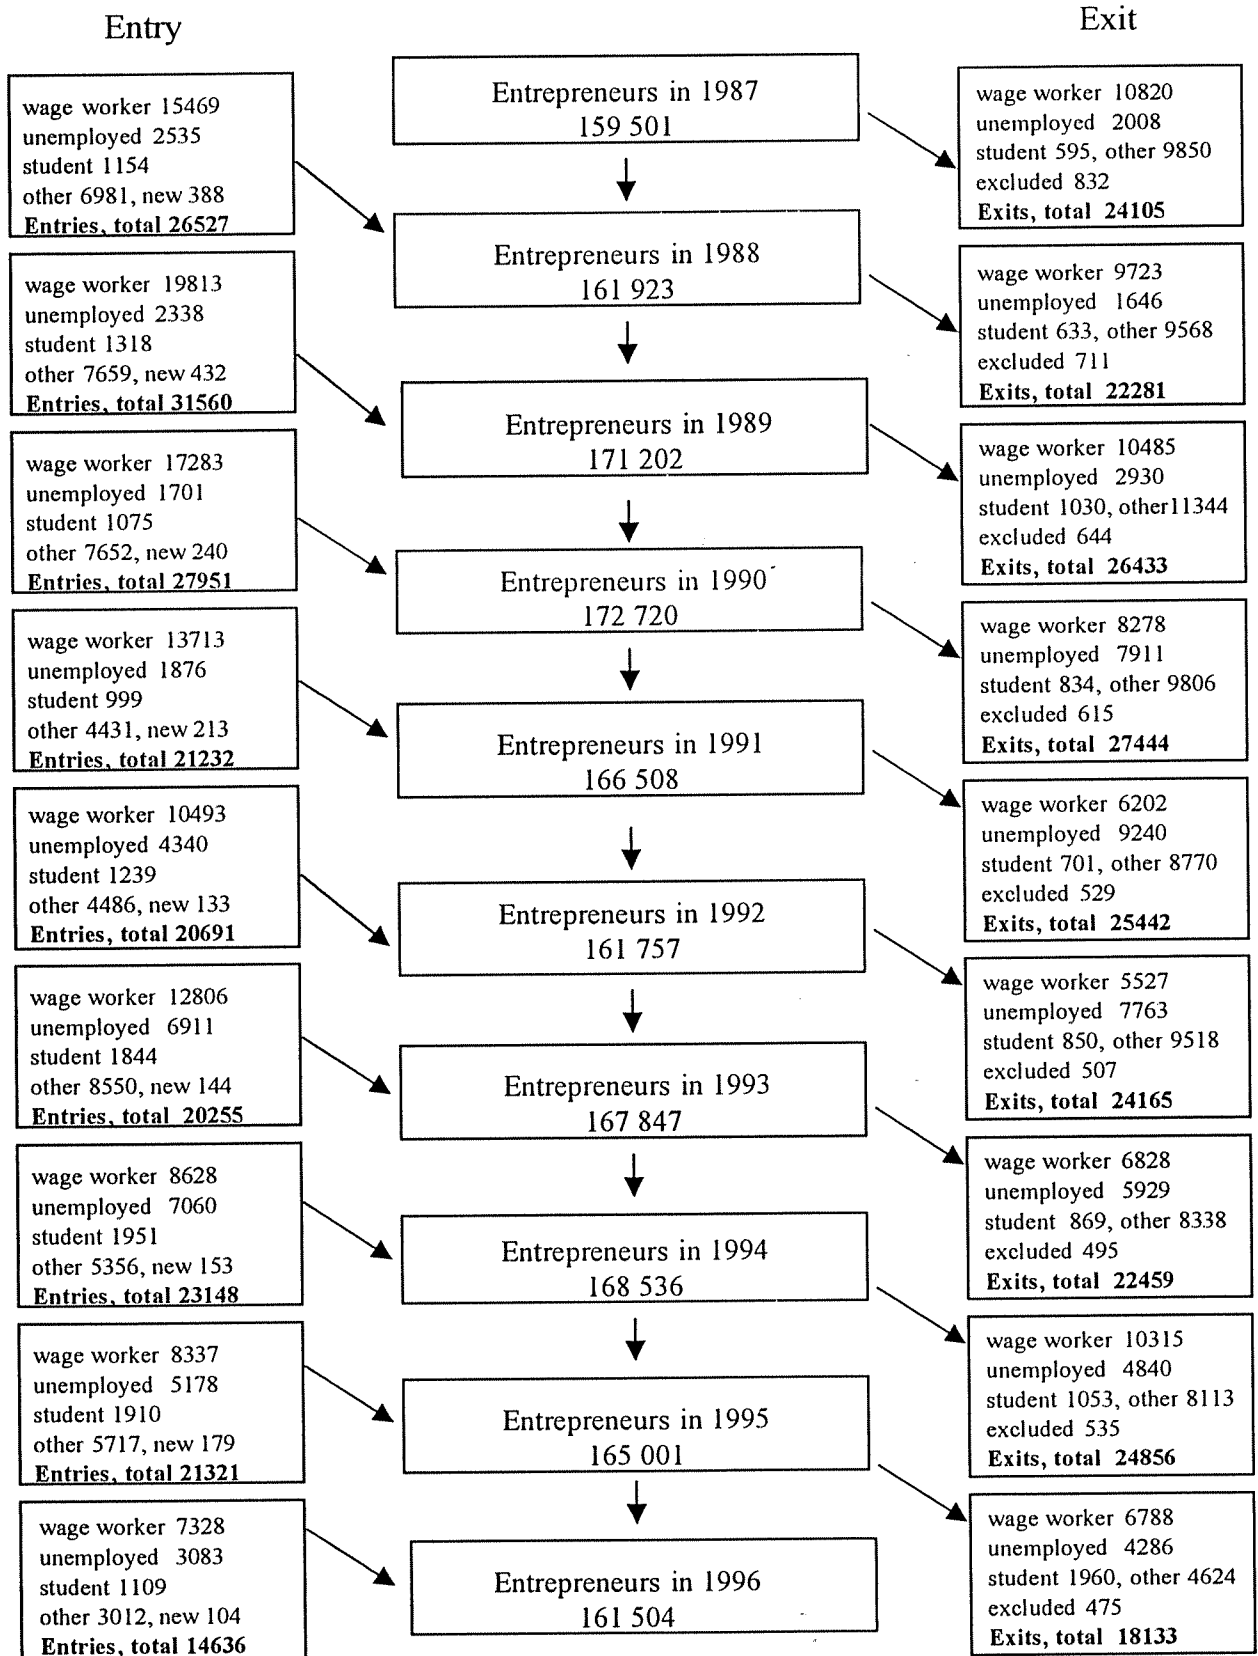 Entry
Exit
wage worker 15469
unemployed 2535
student 1154
other 6981, new 388
Entries, total 26527
wage worker 19813
unemployed 2338
student 1318
other 7659, new 432
Entries, total 31560
wage worker 17283
unemployed 1701
student 1075
other 7652, new 240
Entries, total 27951
wage worker 13713
unemployed 1876
student 999
other 4431, new 213
Entries, total 21232
wage worker 10493
unemployed 4340
student 1239
other 4486, new 133
Entries, total 20691
wage worker 12806
unemployed 6911
student 1844
other 8550, new 144
Entries, total 20255
wage worker 8628
unemployed 7060
student 1951
other 5356, new 153
Entries, total 23148
wage worker 8337
unemployed 5178
student 1910
other 5717, new 179
Entries, total 21321
wage worker 7328
unemployed 3083
student 1109
other 3012, new 104
Entries, total 14636
Entrepreneurs in 1987
159 501
Entrepreneurs in 1988
161 923
Entrepreneurs in 1989
171 202
Entrepreneurs in 1990
172 720
Entrepreneurs in 1991
166 508
Entrepreneurs in 1992
161 757
Entrepreneurs in 1993
167 847
Entrepreneurs in 1994
168 536
Entrepreneurs in 1995
165 001
Entrepreneurs in 1996
161 504
wage worker 10820
unemployed 2008
student 595, other 9850
excluded 832
Exits, total 24105
wage worker 9723
unemployed 1646
student 633, other 9568
excluded 711
Exits, total 22281
wage worker 10485
unemployed 2930
student 1030, other11344
excluded 644
Exits, total 26433
wage worker 8278
unemployed 7911
student 834, other 9806
excluded 615
Exits, total 27444
wage worker 6202
unemployed 9240
student 701, other 8770
excluded 529
Exits, total 25442
wage worker 5527
unemployed 7763
student 850, other 9518
excluded 507
Exits, total 24165
wage worker 6828
unemployed 5929
student 869, other 8338
excluded 495
Exits, total 22459
wage worker 10315
unemployed 4840
student 1053, other 8113
excluded 535
Exits, total 24856
wage worker 6788
unemployed 4286
student 1960, other 4624
excluded 475
Exits, total 18133